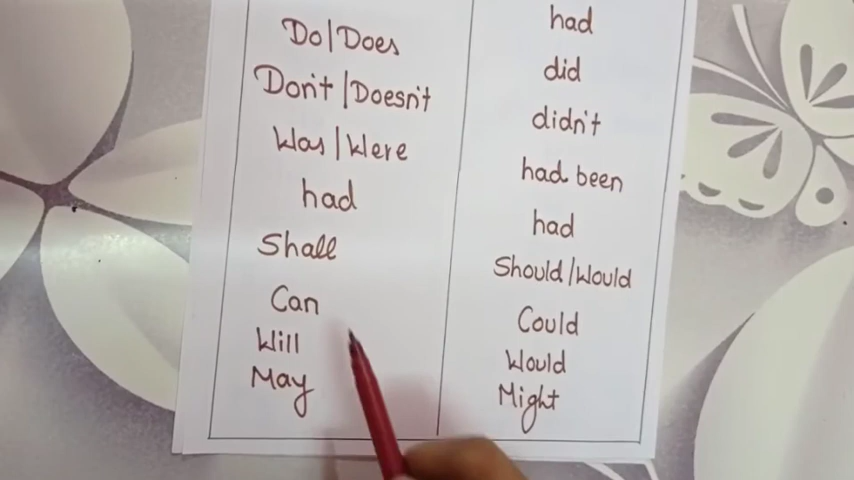 had
Do/Does did
Don't/Doesn't didn't
Was/Were had been
had had
Shall Should/Would
Can Could
Will Would
May Might